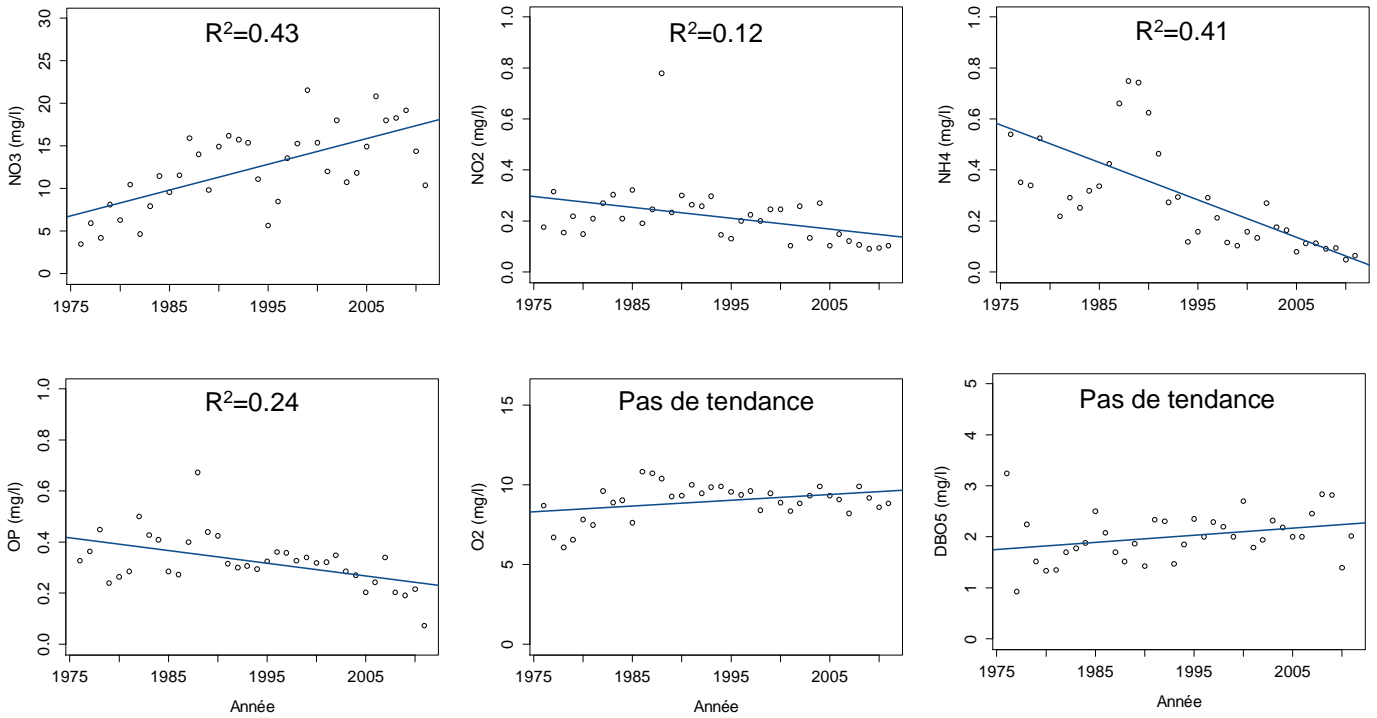 R²=0.43
NO3 (mg/l)
30
25
20
15
10
5
0
1975 1985 1995 2005
R²=0.12
NO2 (mg/l)
1.0
0.8
0.6
0.4
0.2
0.0
1975 1985 1995 2005
R²=0.41
NH4 (mg/l)
1.0
0.8
0.6
0.4
0.2
0.0
1975 1985 1995 2005
R²=0.24
OP (mg/l)
1.0
0.8
0.6
0.4
0.2
0.0
1975 1985 1995 2005
Année
Pas de tendance
O2 (mg/l)
15
10
5
0
1975 1985 1995 2005
Année
Pas de tendance
DBO5 (mg/l)
5
4
3
2
1
0
1975 1985 1995 2005
Année